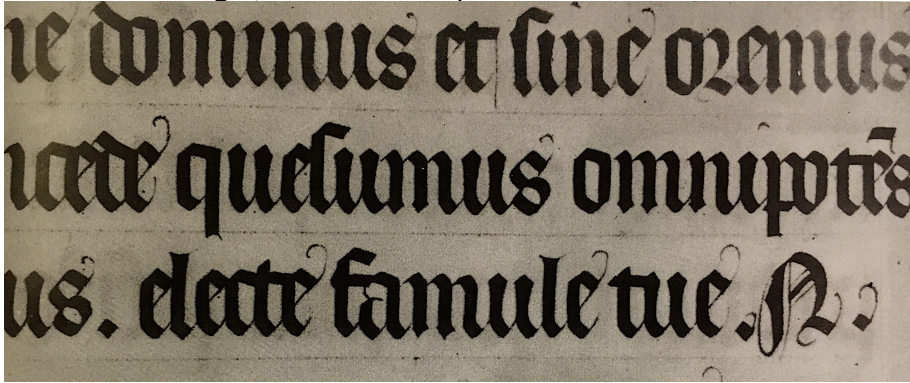 ne dominus et sine oremus
ncede quesumus omnipotēs
us. electe famule tue .N.